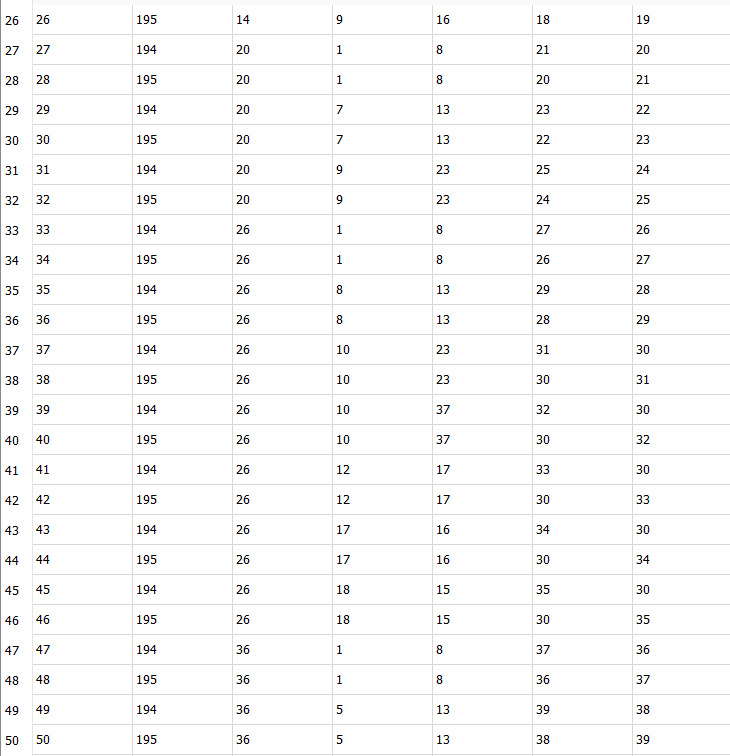 26 26 195 14 9 16 18 19
27 27 194 20 1 8 21 20
28 28 195 20 1 8 20 21
29 29 194 20 7 13 23 22
30 30 195 20 7 13 22 23
31 31 194 20 9 23 25 24
32 32 195 20 9 23 24 25
33 33 194 26 1 8 27 26
34 34 195 26 1 8 26 27
35 35 194 26 8 13 29 28
36 36 195 26 8 13 28 29
37 37 194 26 10 23 31 30
38 38 195 26 10 23 30 31
39 39 194 26 10 37 32 30
40 40 195 26 10 37 30 32
41 41 194 26 12 17 33 30
42 42 195 26 12 17 30 33
43 43 194 26 17 16 34 30
44 44 195 26 17 16 30 34
45 45 194 26 18 15 35 30
46 46 195 26 18 15 30 35
47 47 194 36 1 8 37 36
48 48 195 36 1 8 36 37
49 49 194 36 5 13 39 38
50 50 195 36 5 13 38 39